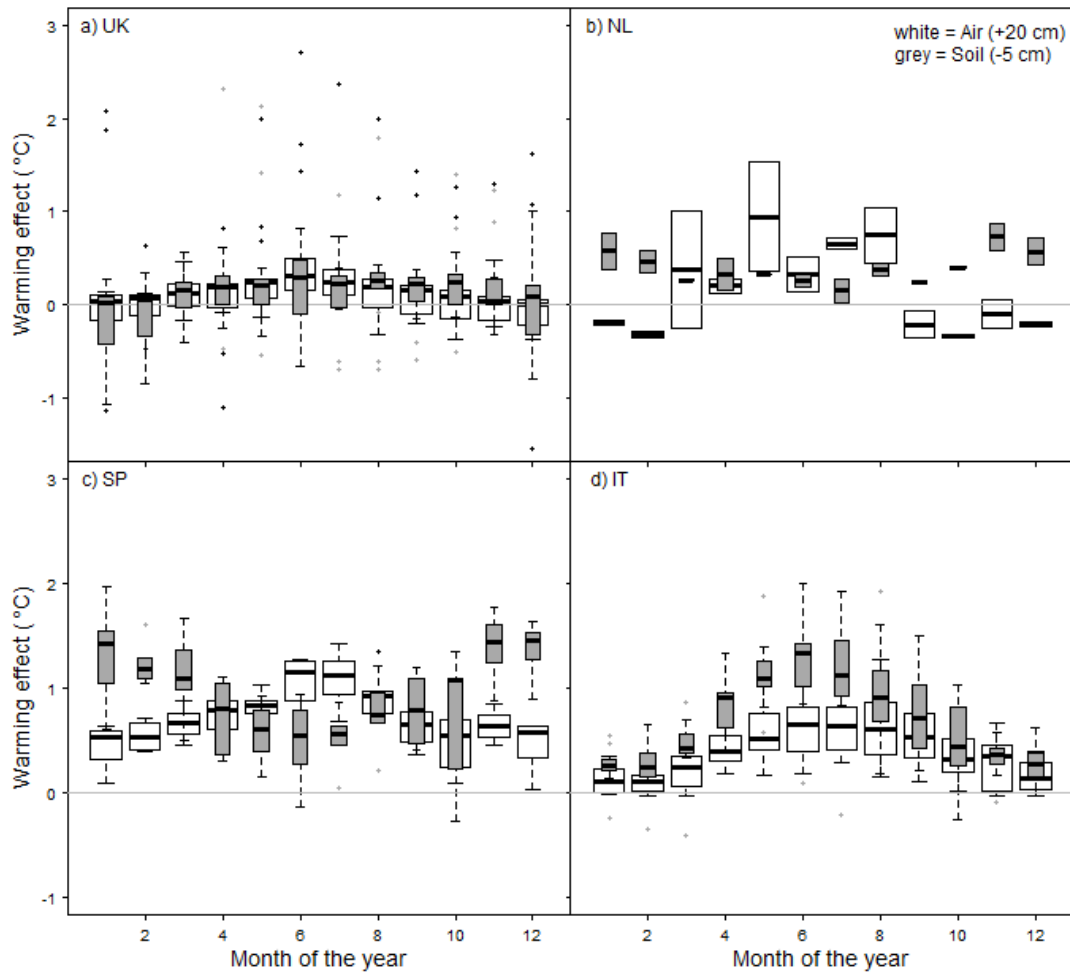 a) UK
b) NL
white = Air (+20 cm)
grey = Soil (-5 cm)
Warming effect ( °C)
3
2
1
0
-1
c) SP
d) IT
Warming effect ( °C)
3
2
1
0
-1
2 4 6 8 10 12
2 4 6 8 10 12
Month of the year
Month of the year